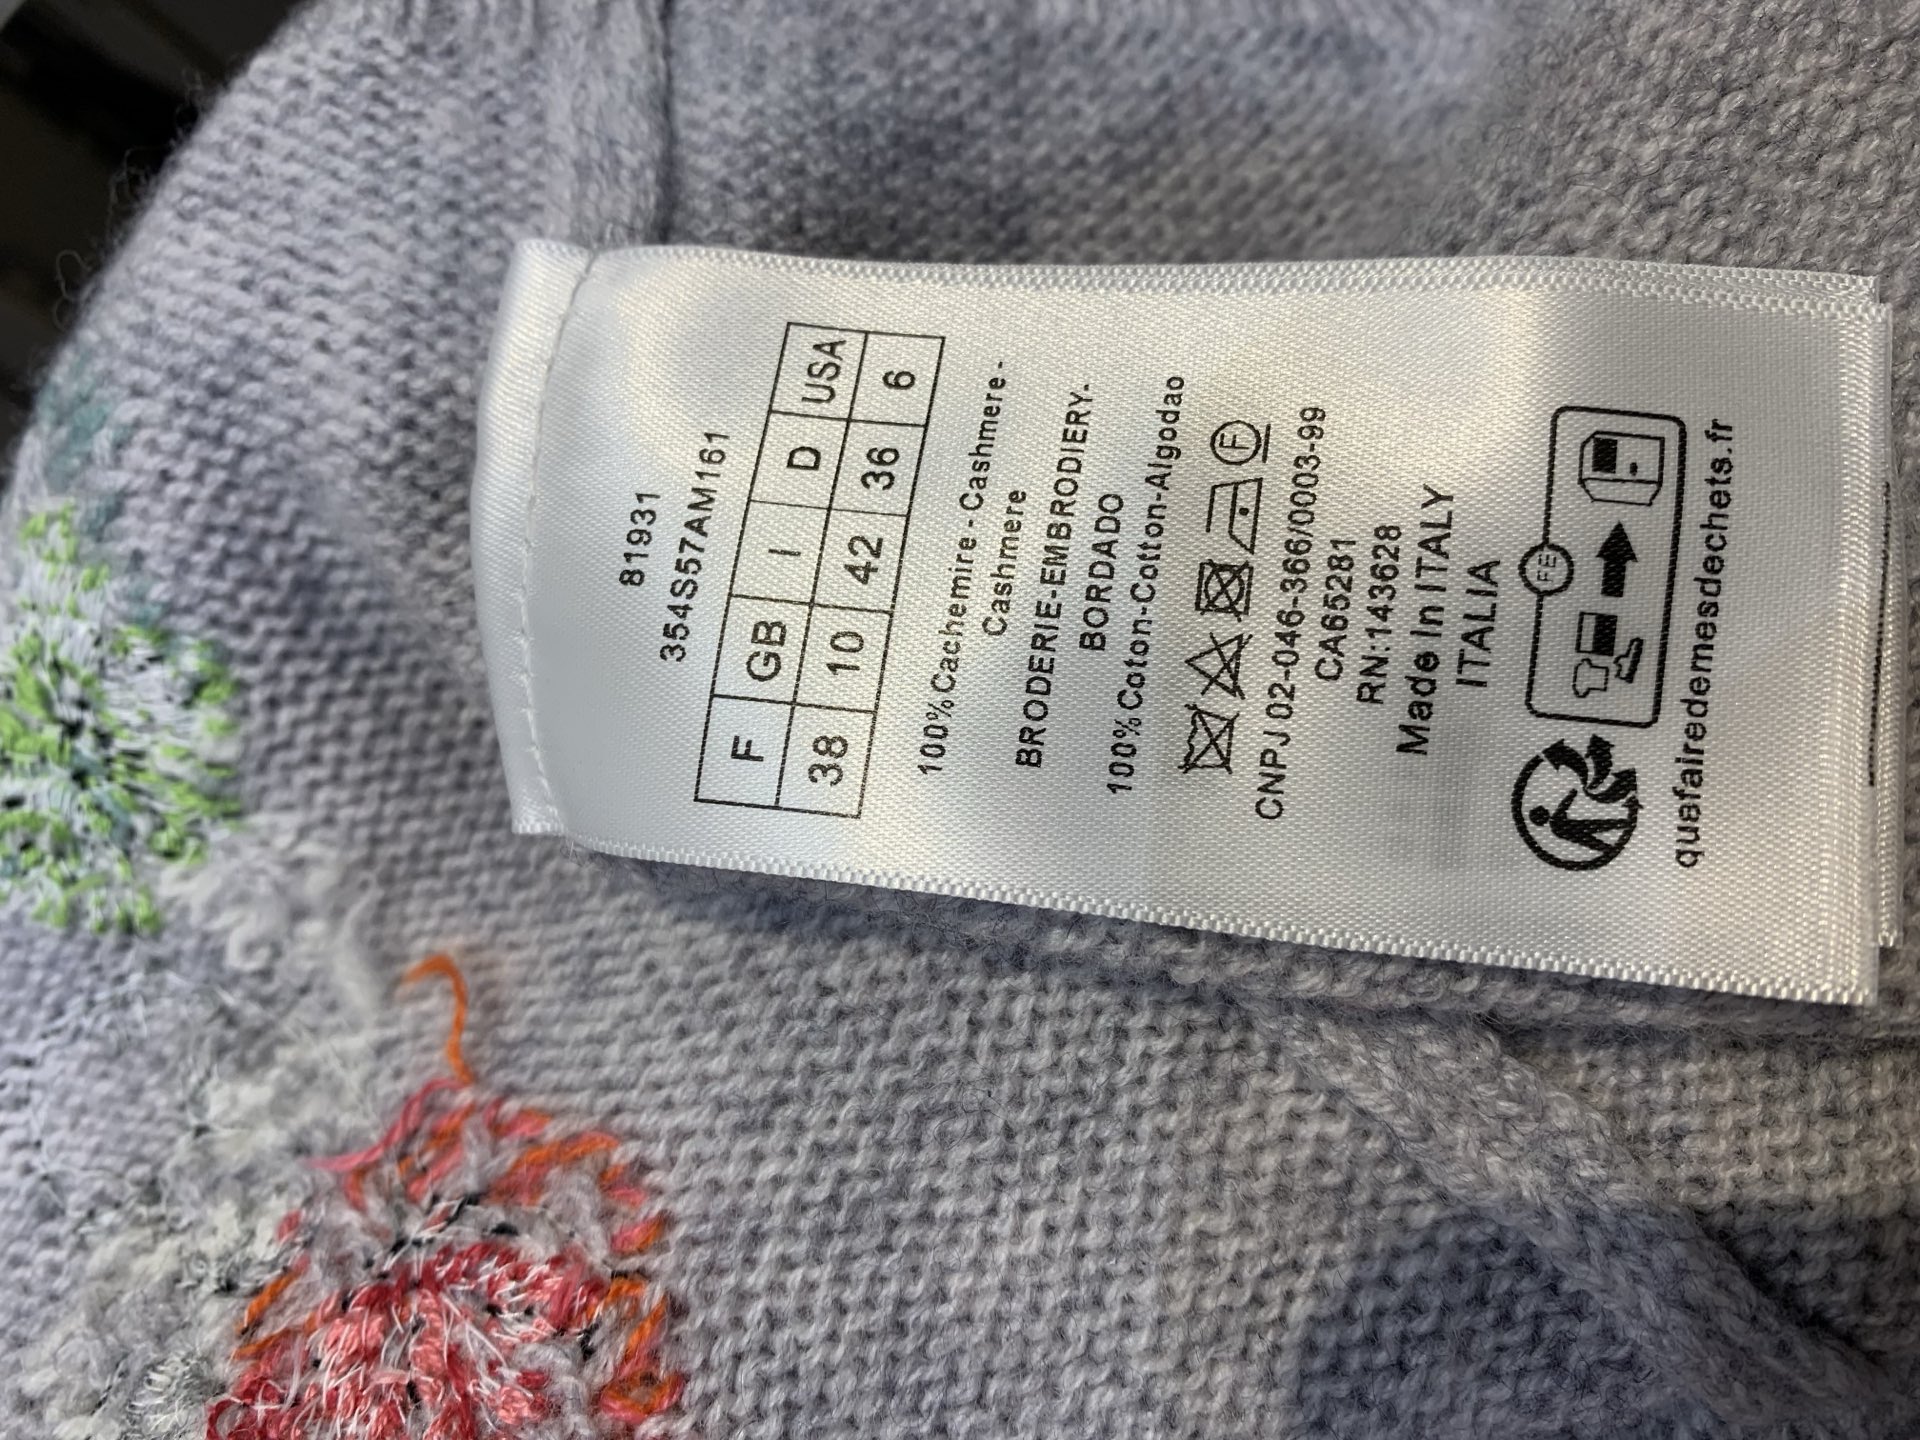 81931
354S57AM161
F GB I D USA
38 10 42 36 6
100%Cachemire - Cashmere -
Cashmere
BRODERIE-EMBRODIERY.
BORDADO
100% Coton-Cotton-Algodao
F
CNPJ 02-046-366/0003-99
CA65281
RN:143628
Made In ITALY
ITALIA
FE
quefairedemesdechets.fr